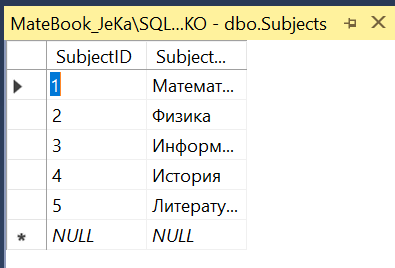 MateBook_JeKa\SQL...KO - dbo.Subjects
SubjectID Subject...
1 Математ...
2 Физика
3 Информ...
4 История
5 Литерату...
NULL NULL